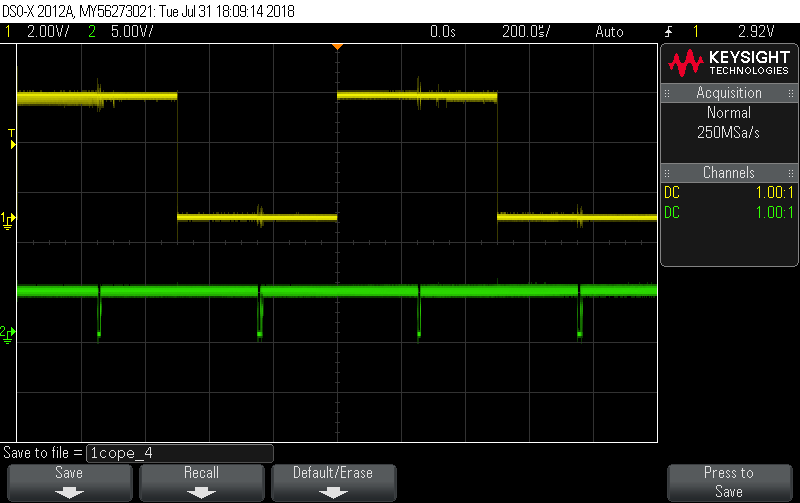 DSO-X 2012A, MY56273021: Tue Jul 31 18:09:14 2018
1 2.00V/ 2 5.00V/ 0.0s 200.0µs/ Auto 1 2.92V
KEYSIGHT
TECHNOLOGIES
Acquisition
Normal
250MSa/s
Channels
DC 1.00:1
DC 1.00:1
T
1
2
Save to file = 1cope_4
Save Recall Default/Erase Press to
Save